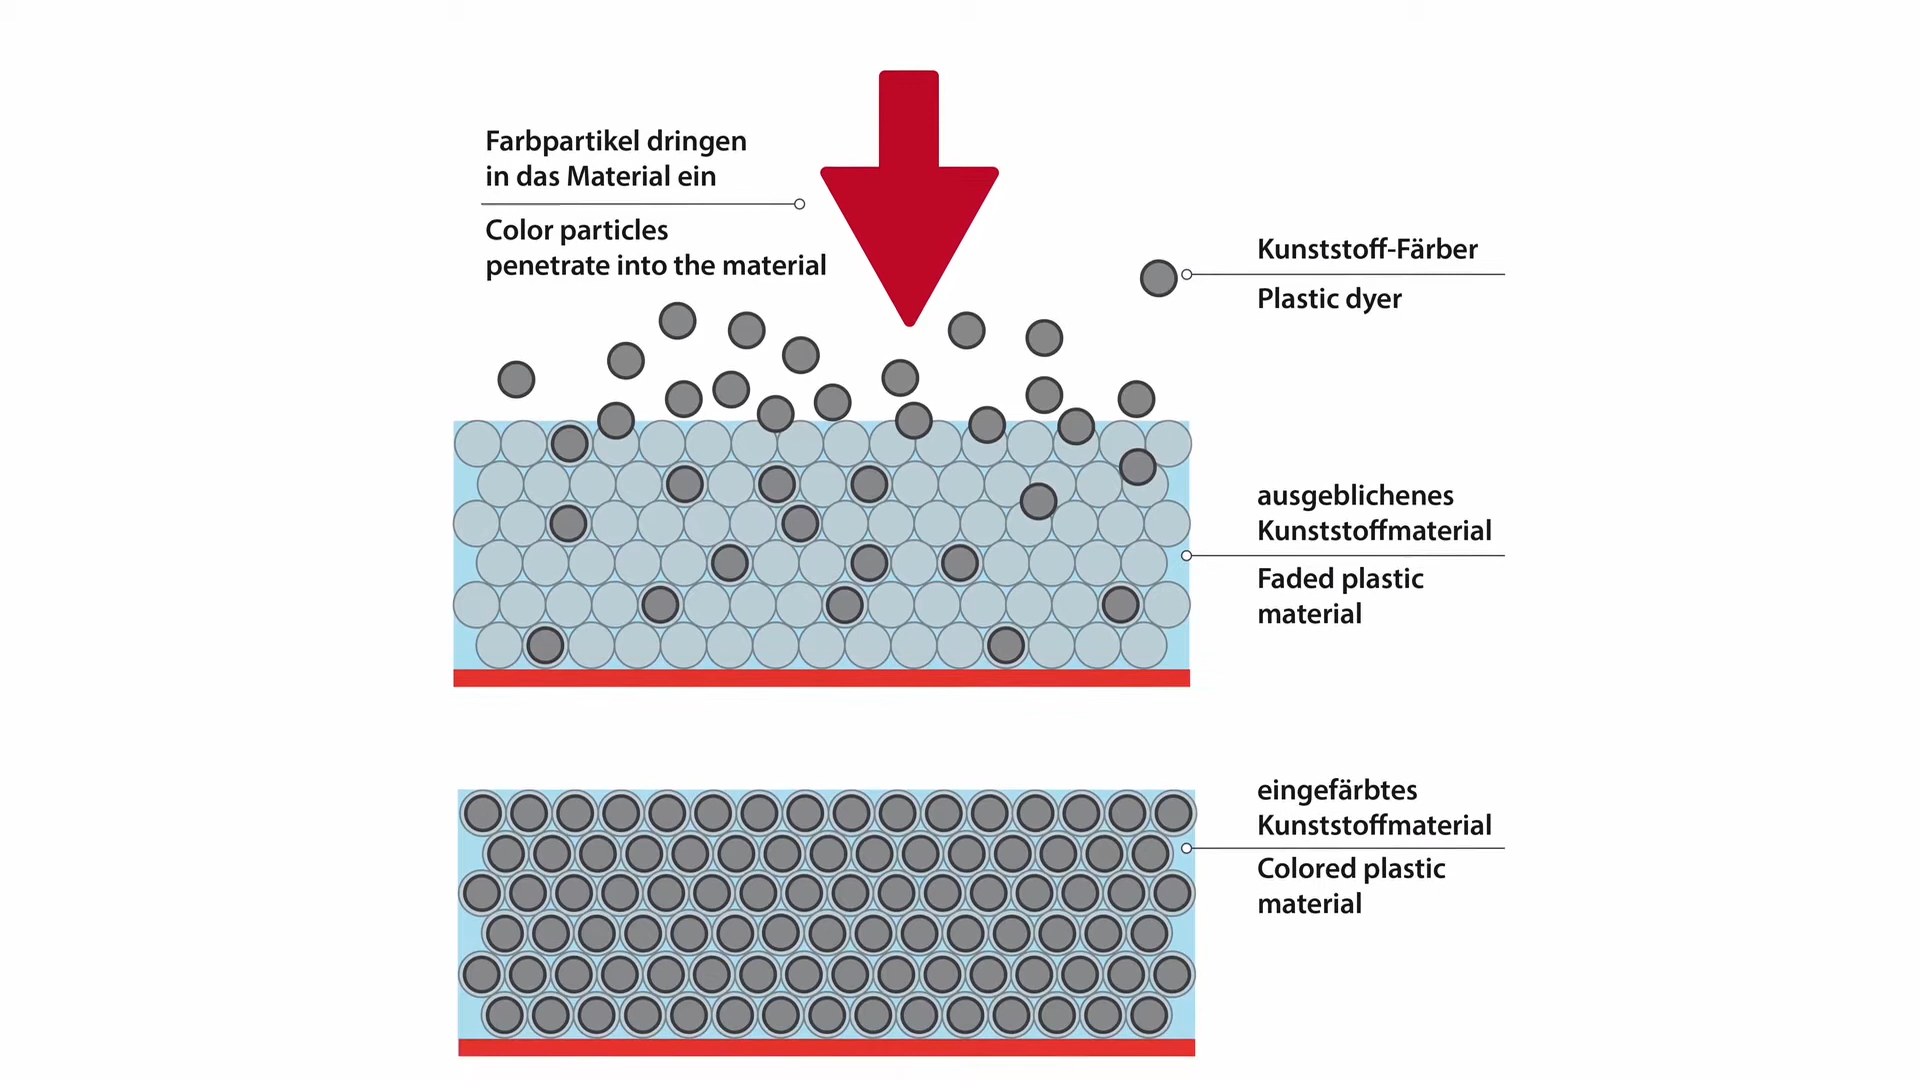 Farbpartikel dringen
in das Material ein
Color particles
penetrate into the material
Kunststoff-Färber
Plastic dyer
ausgeblichenes
Kunststoffmaterial
Faded plastic
material
eingefärbtes
Kunststoffmaterial
Colored plastic
material